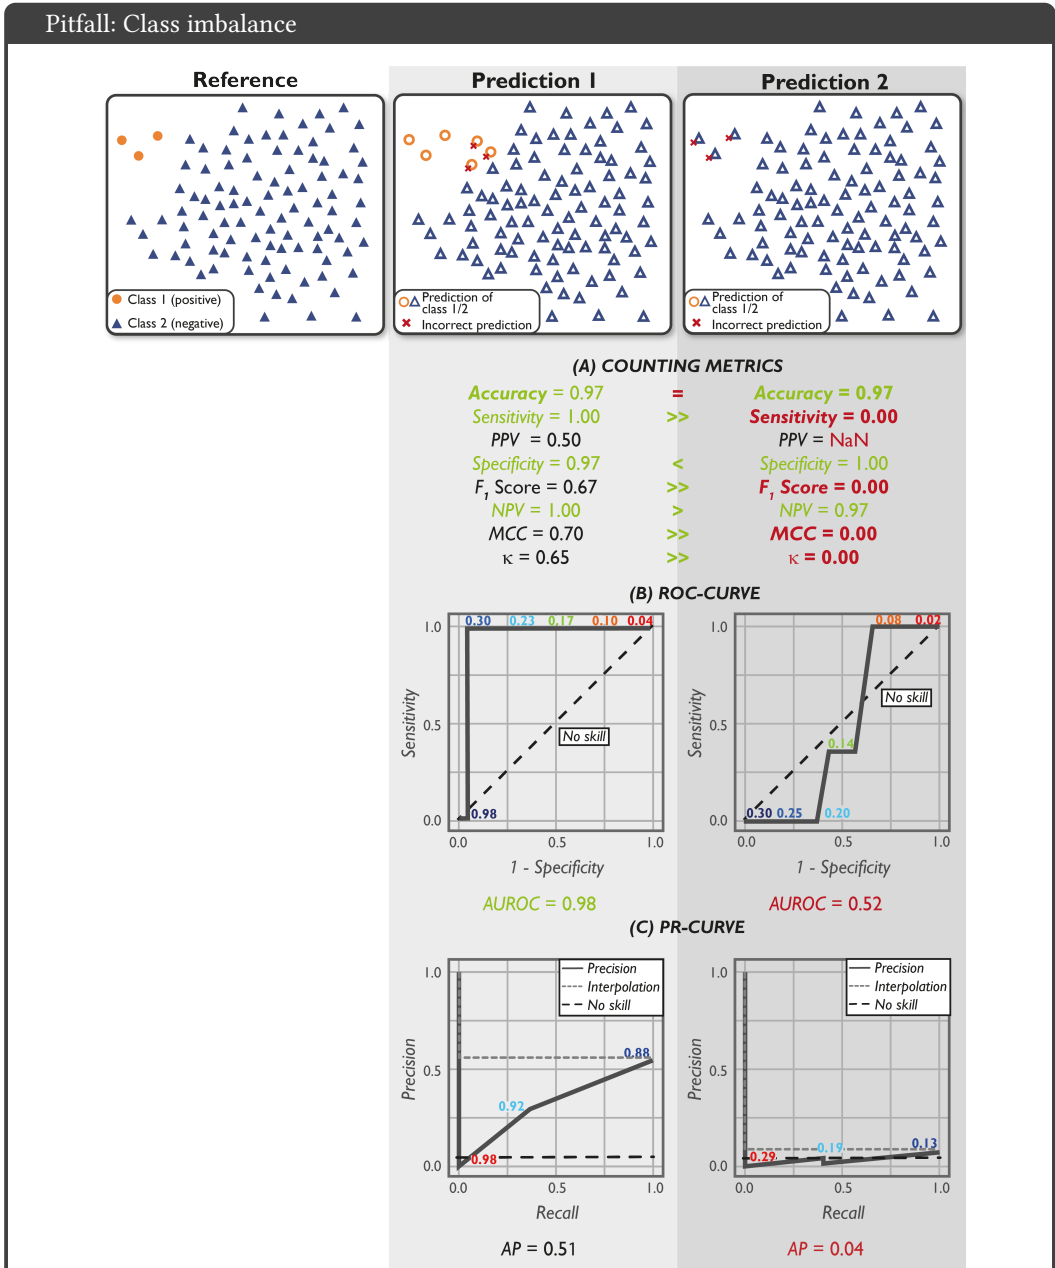 Pitfall: Class imbalance
Reference
Prediction 1
Prediction 2
Class 1 (positive)
Class 2 (negative)
Prediction of
class 1/2
Incorrect prediction
Prediction of
class 1/2
Incorrect prediction
(A) COUNTING METRICS
Accuracy = 0.97 = Accuracy = 0.97
Sensitivity = 1.00 >> Sensitivity = 0.00
PPV = 0.50 PPV = NaN
Specificity = 0.97 < Specificity = 1.00
F1 Score = 0.67 >> F1 Score = 0.00
NPV = 1.00 > NPV = 0.97
MCC = 0.70 >> MCC = 0.00
κ = 0.65 >> κ = 0.00
(B) ROC-CURVE
1.0
0.5
0.0
Sensitivity
0.30 0.23 0.17 0.10 0.04
No skill
0.98
0.0 0.5 1.0
1 - Specificity
AUROC = 0.98
1.0
0.5
0.0
Sensitivity
0.08 0.02
No skill
0.14
0.30 0.25 0.20
0.0 0.5 1.0
1 - Specificity
AUROC = 0.52
(C) PR-CURVE
1.0
0.5
0.0
Precision
Precision
Interpolation
No skill
0.88
0.92
0.98
0.0 0.5 1.0
Recall
AP = 0.51
1.0
0.5
0.0
Precision
Precision
Interpolation
No skill
0.29 0.19 0.13
0.0 0.5 1.0
Recall
AP = 0.04